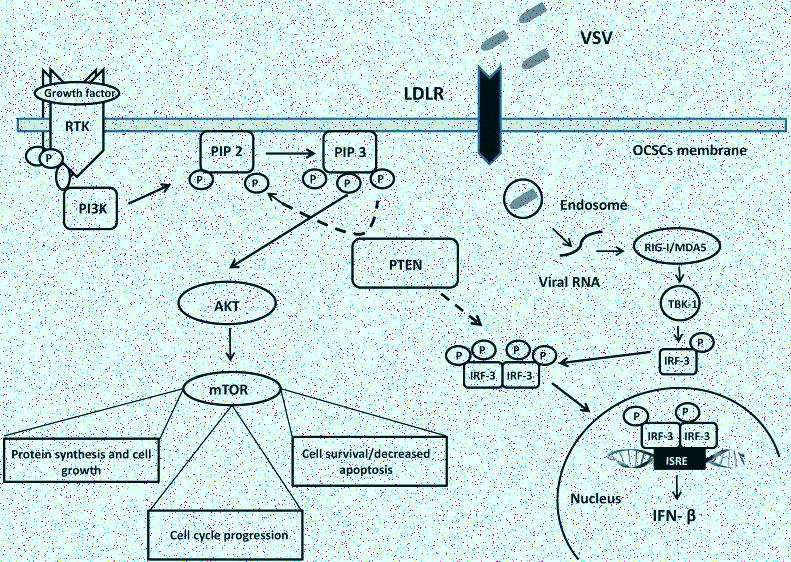 VSV
LDLR
Growth factor
RTK
P
PIP 2
PIP 3
OCSCs membrane
P
P
P
P
P
PI3K
Endosome
RIG-I/MDA5
PTEN
Viral RNA
AKT
TBK-1
P
IRF-3
P
P
P
P
IRF-3
IRF-3
mTOR
P
P
IRF-3
IRF-3
ISRE
Protein synthesis and cell
growth
Cell survival/decreased
apoptosis
Nucleus
IFN- β
Cell cycle progression